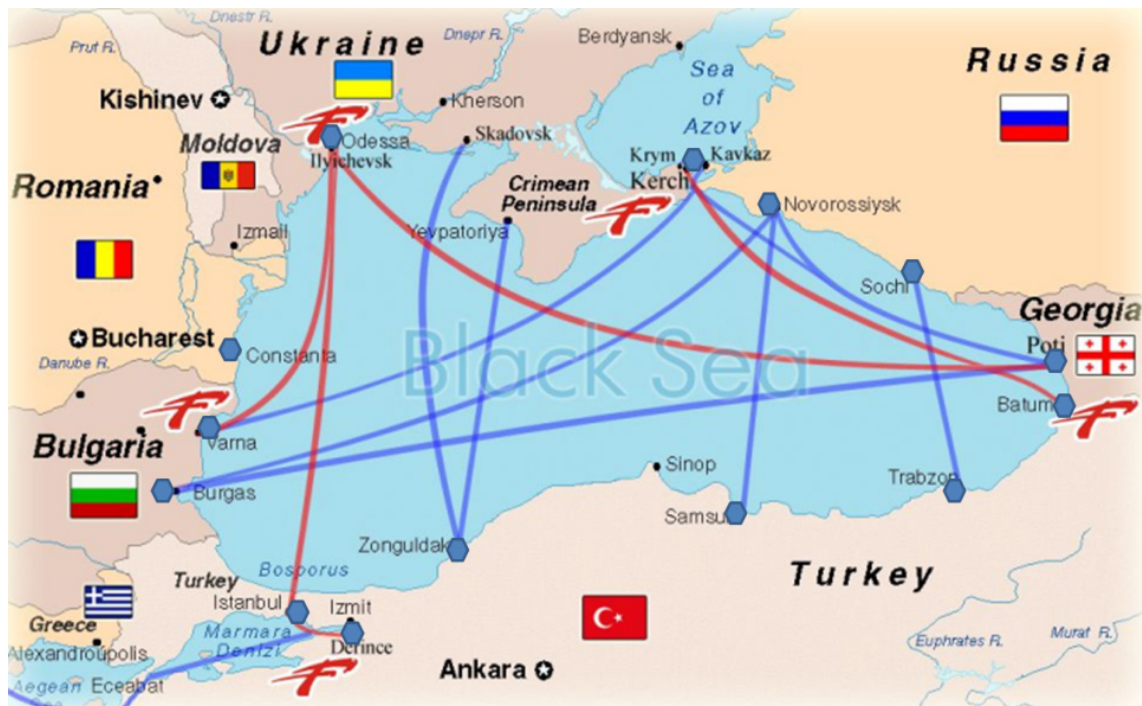 Dnestr R.
Prut R.
Ukraine
Dnepr R.
Berdyansk
Russia
Sea
of
Azov
Kishinev
Kherson
Odessa
Skadovsk
Ilyichevsk
Moldova
Krym
Kavkaz
Kerch
Romania
Crimean
Peninsula
Novorossiysk
Izmail
Yevpatoriya
Sochi
Georgia
Bucharest
Constanta
Danube R.
Black Sea
Poti
Batum
Bulgaria
Varna
Burgas
Sinop
Trabzon
Samsu
Zonguldak
Bosporus
Turkey
Turkey
Istanbul
Izmit
Greece
Marmara
Denizi
Derince
Alexandroupolis
Euphrates R.
Murat R.
Ankara
Aegean
Eceabat